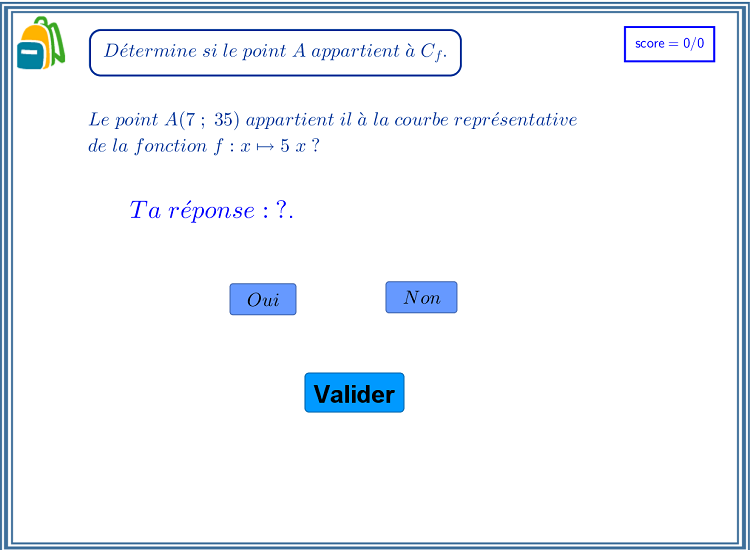 Détermine si le point A appartient à C_f.
score = 0/0
Le point A(7 ; 35) appartient il à la courbe représentative
de la fonction f : x ↦ 5 x ?
Ta réponse : ?.
Oui
Non
Valider